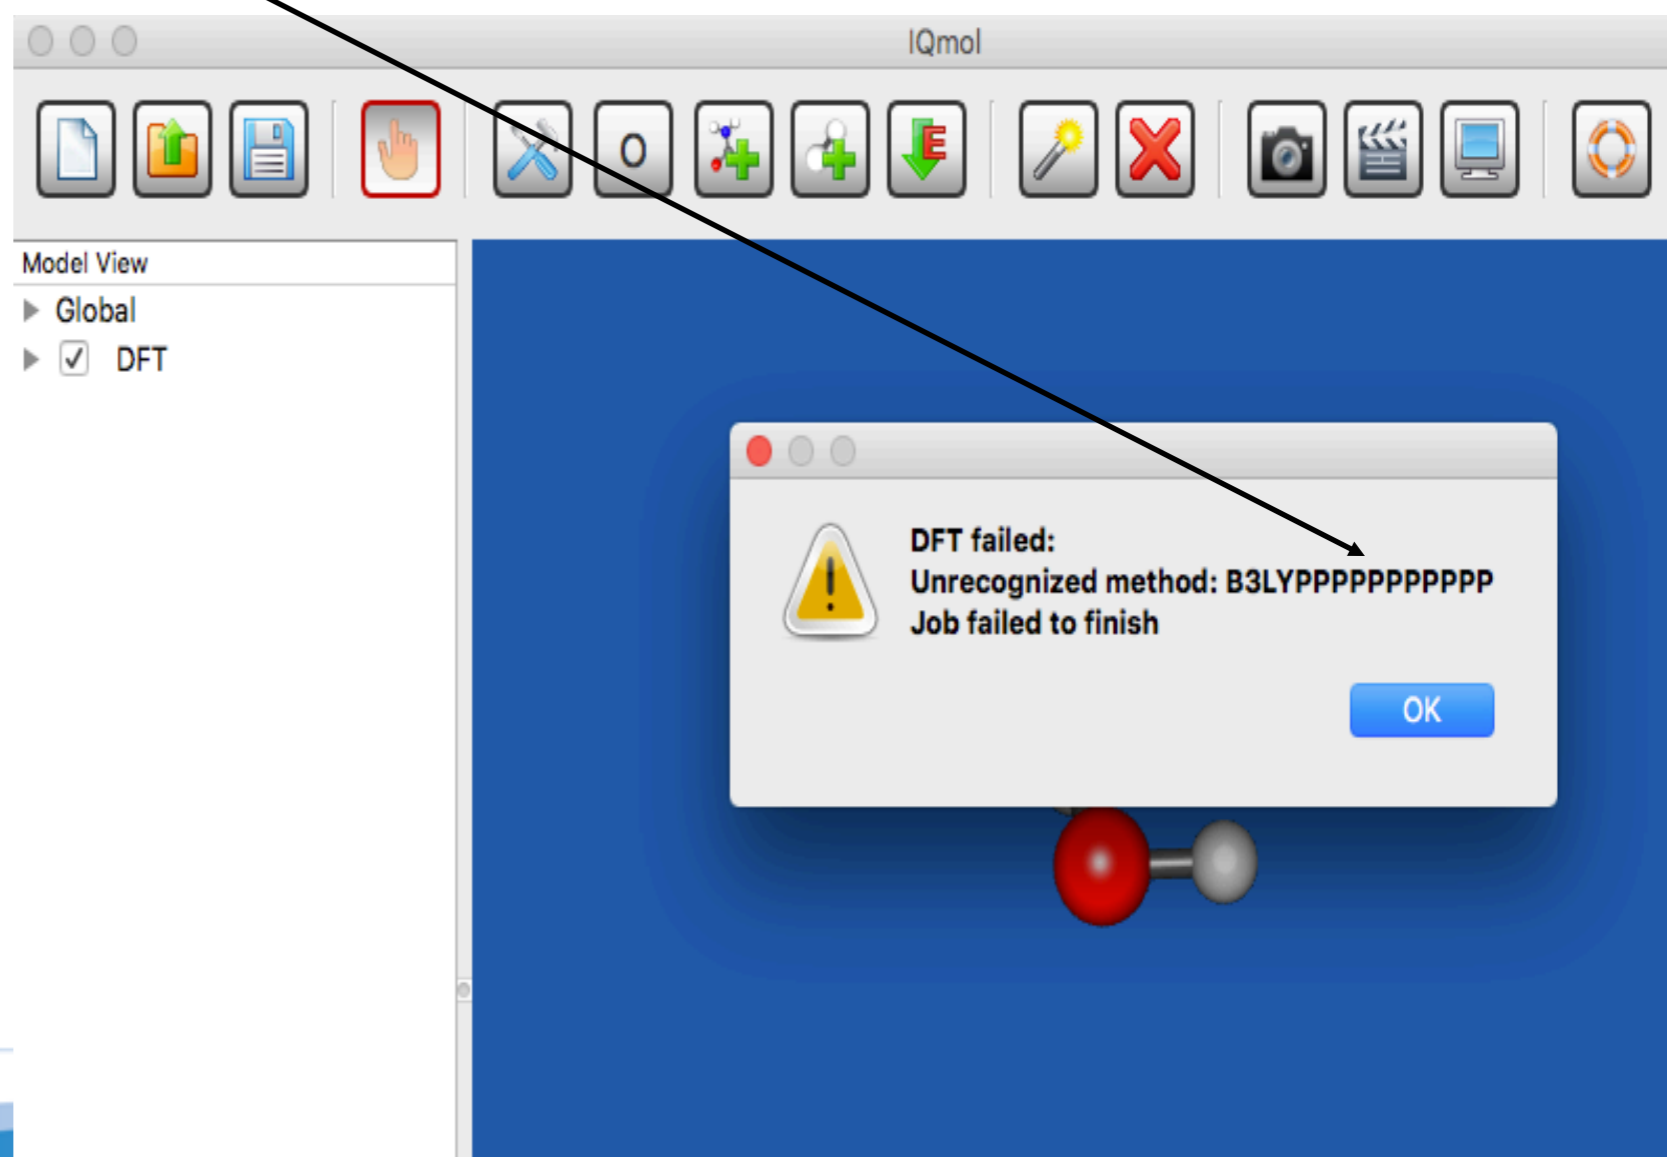 IQmol
O
E
Model View
Global
DFT
DFT failed:
Unrecognized method: B3LYPPPPPPPPPPP
Job failed to finish
OK